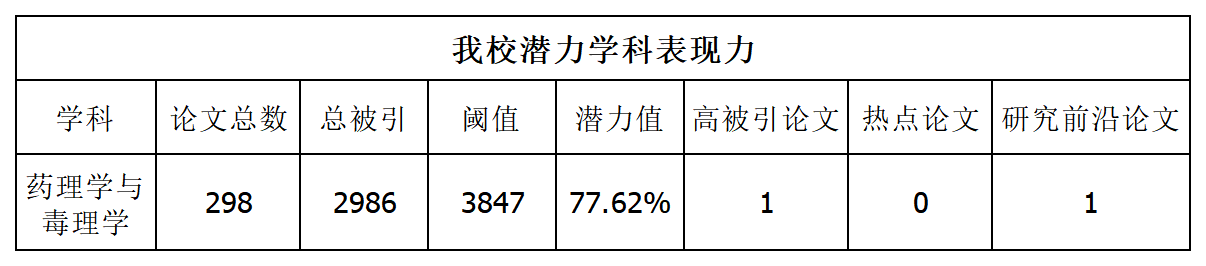 我校潜力学科表现力
学科 论文总数 总被引 阈值 潜力值 高被引论文 热点论文 研究前沿论文
药理学与
毒理学 298 2986 3847 77.62% 1 0 1